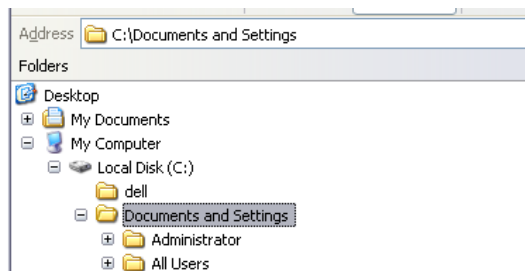 Address C:\Documents and Settings
Folders
Desktop
My Documents
My Computer
Local Disk (C:)
dell
Documents and Settings
Administrator
All Users